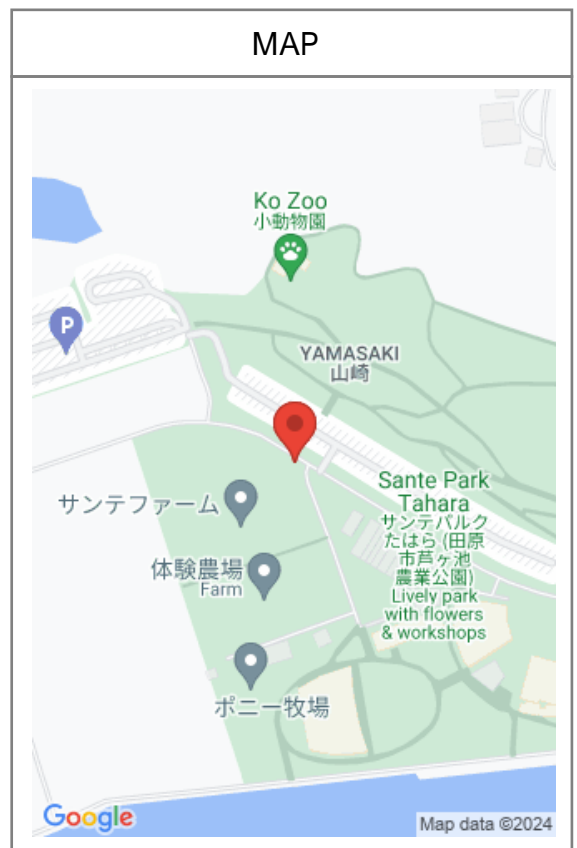 MAP
Ko Zoo
小動物園
P
YAMASAKI
山崎
サンテファーム
Sante Park
Tahara
サンテパルク
たはら (田原
市芦ヶ池
農業公園)
Lively park
with flowers
& workshops
体験農場
Farm
ポニー牧場
Google
Map data ©2024